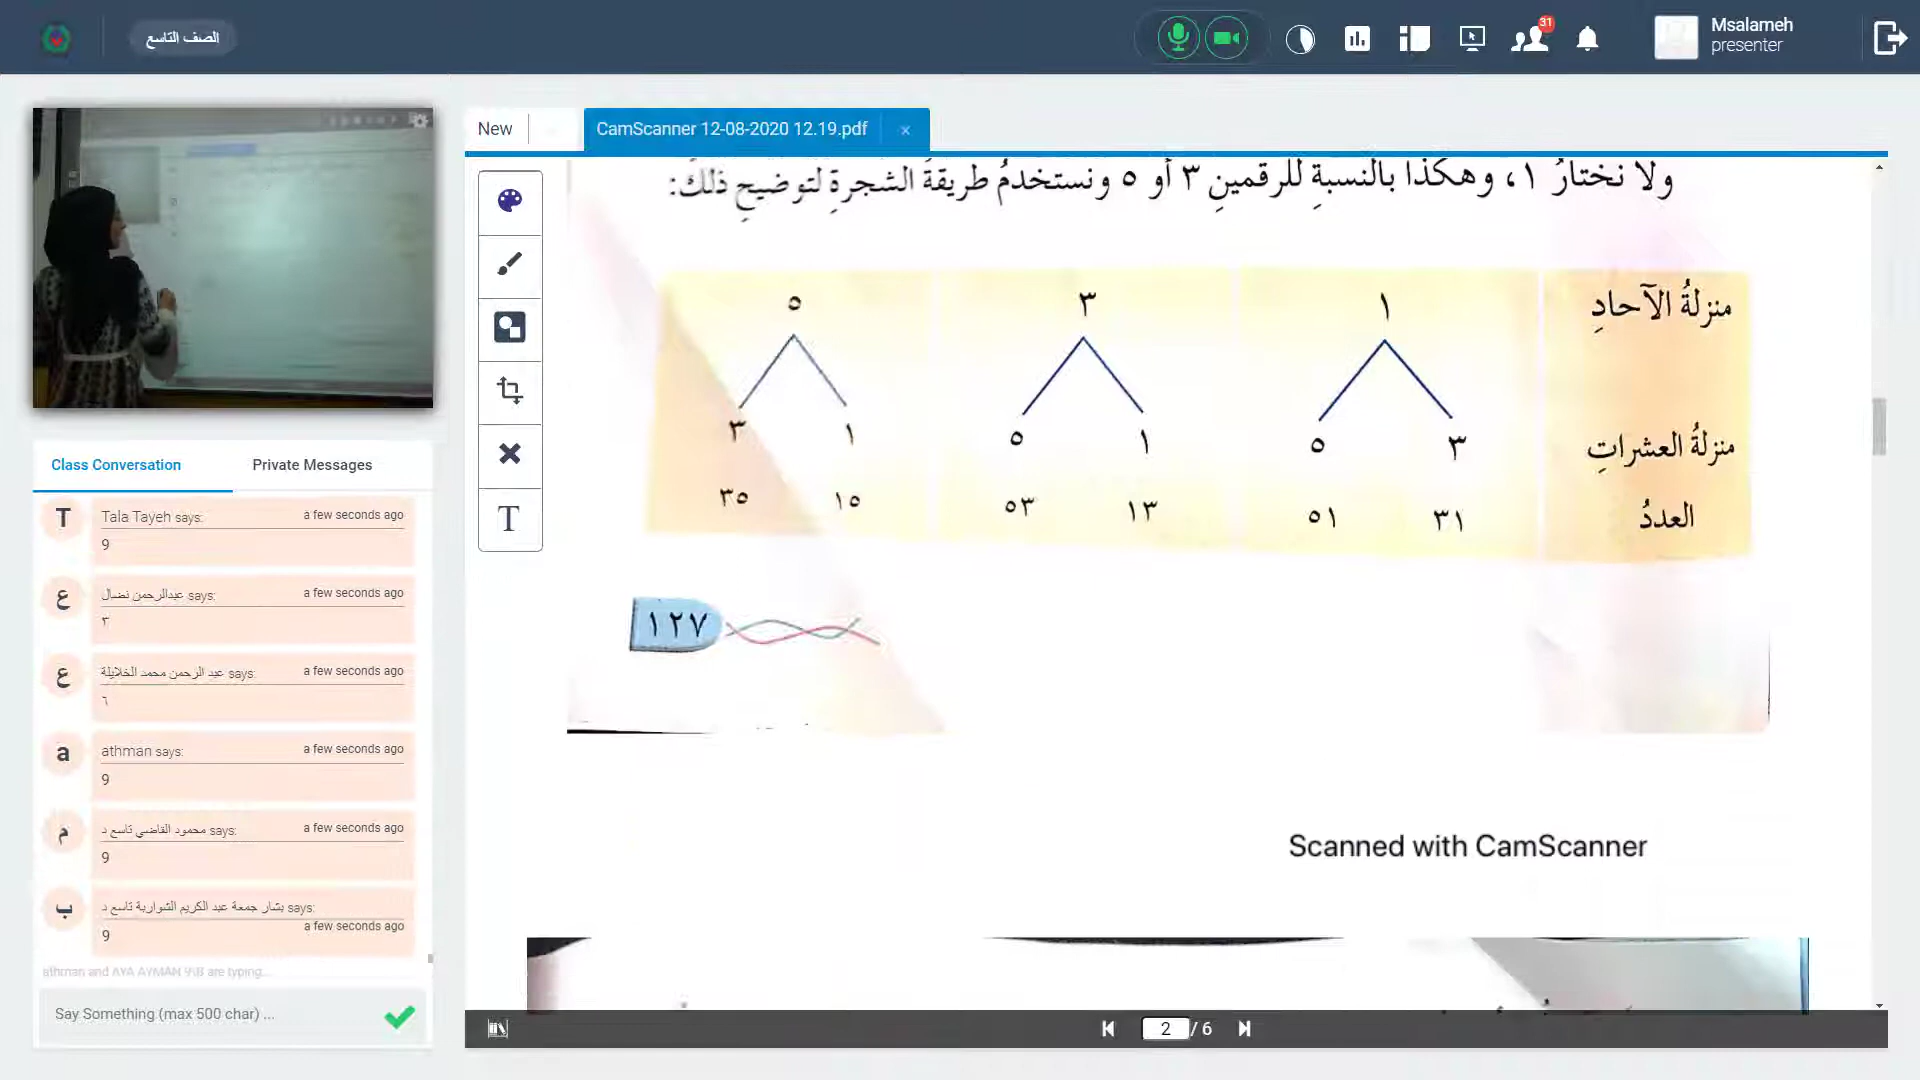 الصف التاسع
31
Msalameh
presenter
New
CamScanner 12-08-2020 12.19.pdf
ولا نختارُ ١، وهكذا بالنسبةِ للرقمينِ ٣ أو ٥ ونستخدمُ طريقةَ الشجرةِ لتوضيحِ ذلك:
منزلةُ الآحادِ ١ ٣ ٥
منزلةُ العشراتِ ٣ ٥ ١ ٥ ١ ٣
العددُ ٣١ ٥١ ١٣ ٥٣ ١٥ ٣٥
١٢٧
Scanned with CamScanner
T
Class Conversation
Private Messages
T
Tala Tayeh says:
a few seconds ago
9
ع
عبدالرحمن نضال says:
a few seconds ago
٣
ع
عبد الرحمن محمد الخلايلة says:
a few seconds ago
٦
a
athman says:
a few seconds ago
9
م
محمود القاضي تاسع د says:
a few seconds ago
9
ب
بشار جمعة عبد الكريم الشواربة تاسع د says:
a few seconds ago
9
athman and AYA AYMAN 9\B are typing...
Say Something (max 500 char) ...
2 / 6